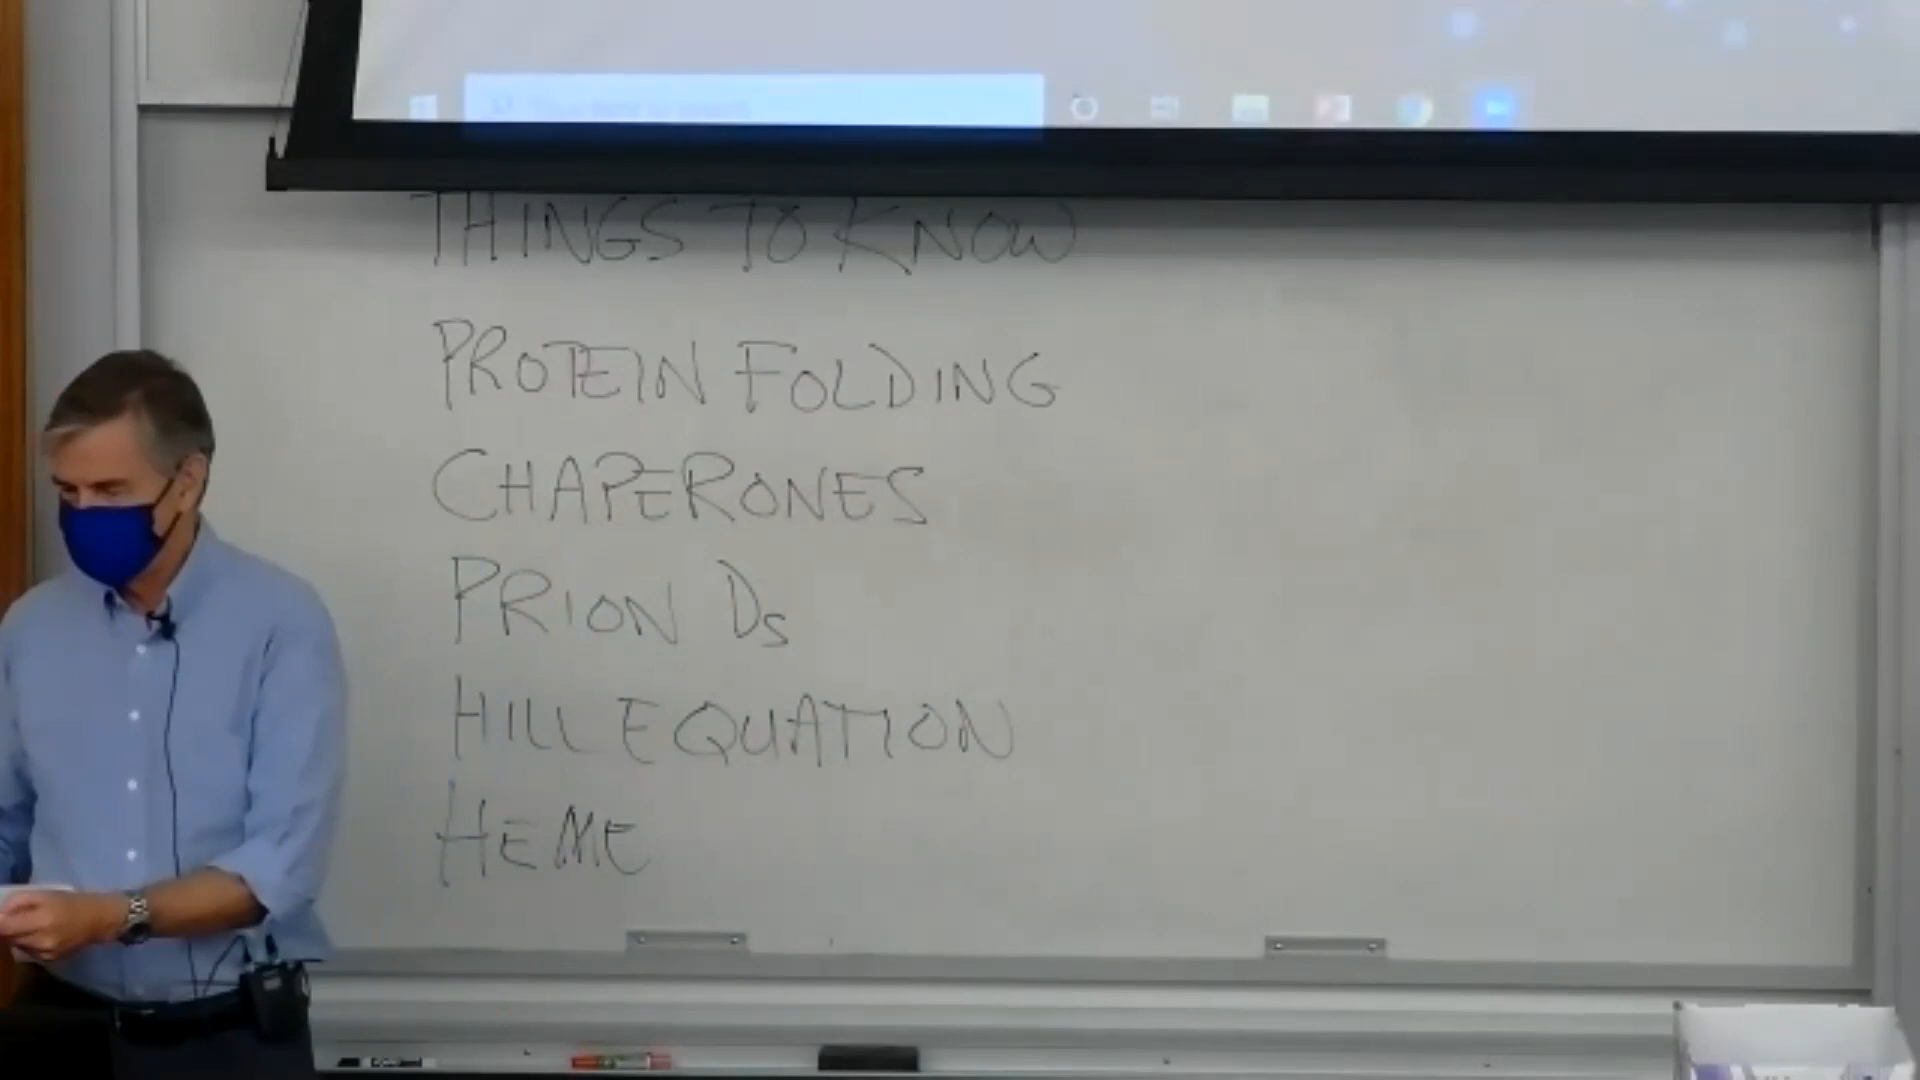 THINGS TO KNOW
PROTEIN FOLDING
CHAPERONES
PRION Ds
HILL EQUATION
HEME